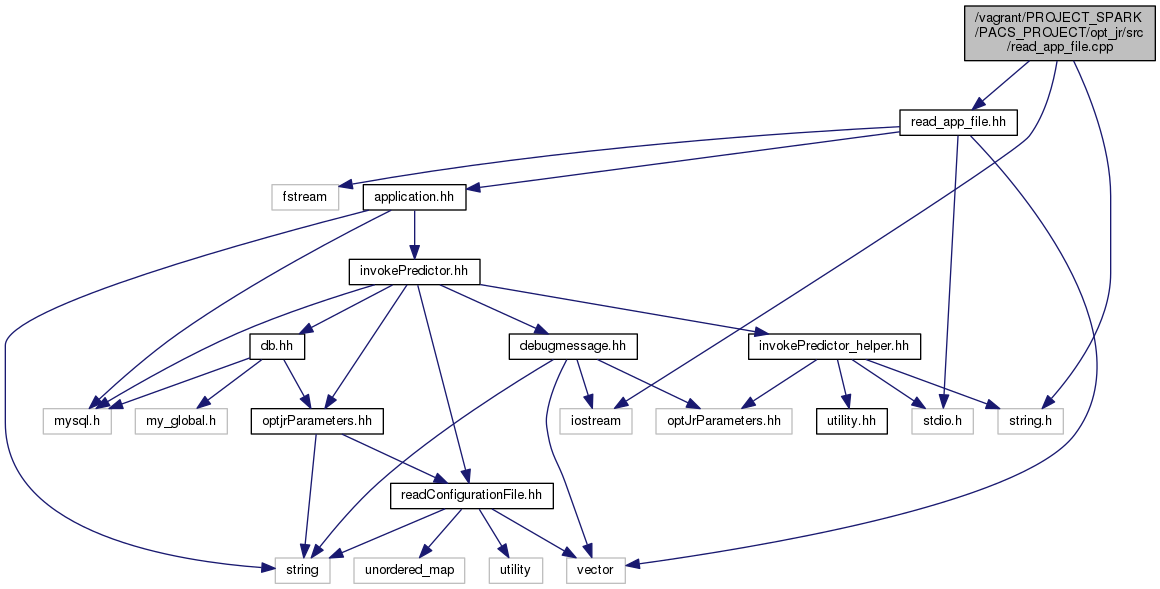 /vagrant/PROJECT_SPARK
/PACS_PROJECT/opt_jr/src
/read_app_file.cpp
read_app_file.hh
fstream
application.hh
invokePredictor.hh
db.hh
debugmessage.hh
invokePredictor_helper.hh
mysql.h
my_global.h
optjrParameters.hh
iostream
optJrParameters.hh
utility.hh
stdio.h
string.h
readConfigurationFile.hh
string
unordered_map
utility
vector